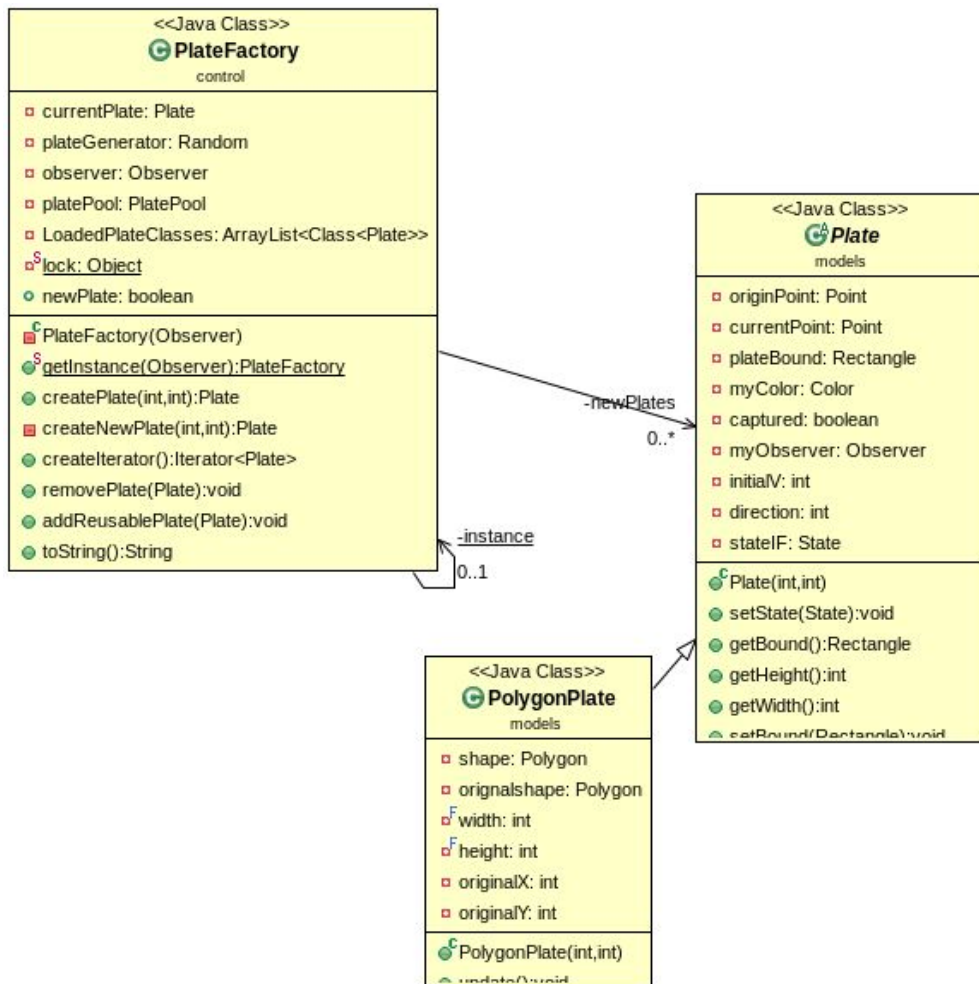 <<Java Class>>
PlateFactory
control
currentPlate: Plate
plateGenerator: Random
observer: Observer
platePool: PlatePool
LoadedPlateClasses: ArrayList<Class<Plate>>
lock: Object
newPlate: boolean
PlateFactory(Observer)
getInstance(Observer):PlateFactory
createPlate(int,int):Plate
createNewPlate(int,int):Plate
createIterator():Iterator<Plate>
removePlate(Plate):void
addReusablePlate(Plate):void
toString():String
-newPlates
0..*
-instance
0..1
<<Java Class>>
Plate
models
originPoint: Point
currentPoint: Point
plateBound: Rectangle
myColor: Color
captured: boolean
myObserver: Observer
initialV: int
direction: int
stateIF: State
Plate(int,int)
setState(State):void
getBound():Rectangle
getHeight():int
getWidth():int
setBound(Rectangle):void
<<Java Class>>
PolygonPlate
models
shape: Polygon
orignalshape: Polygon
width: int
height: int
originalX: int
originalY: int
PolygonPlate(int,int)
update():void